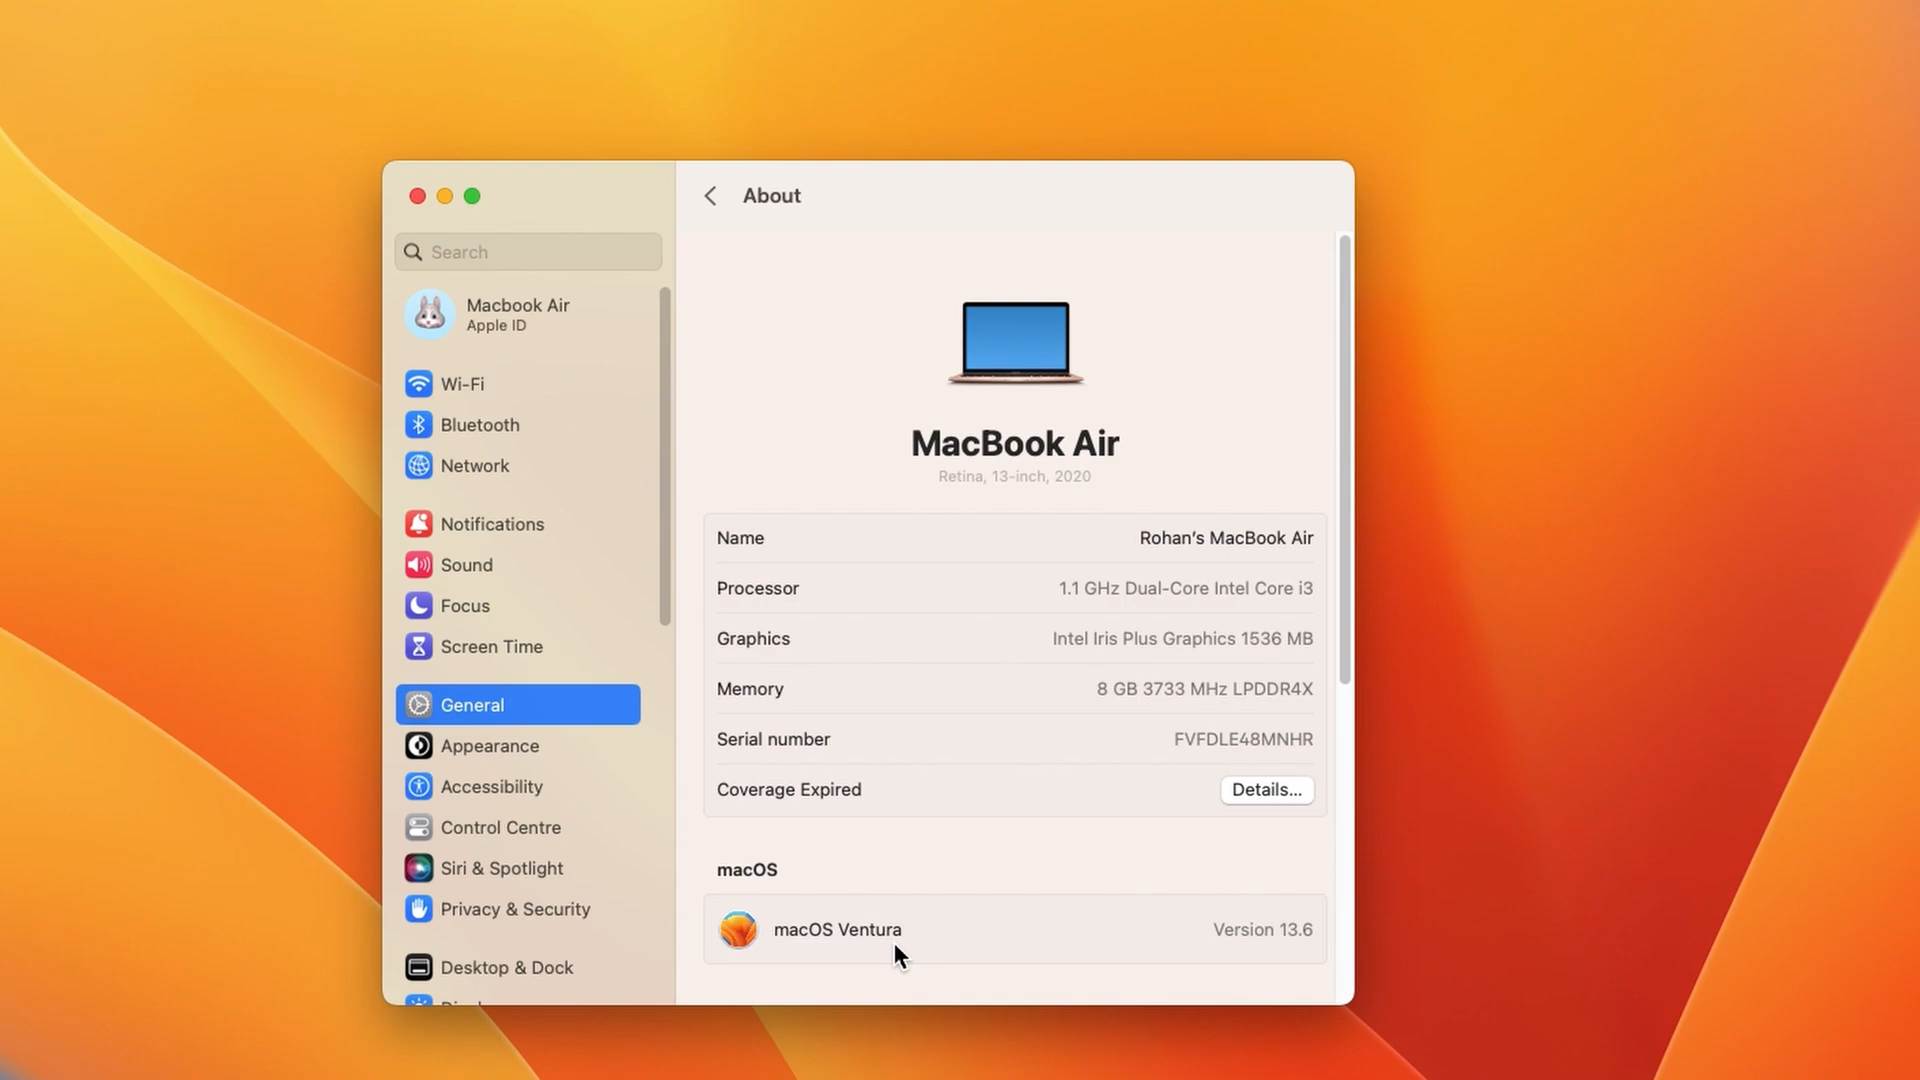 About
Search
Macbook Air
Apple ID
Wi-Fi
Bluetooth
Network
Notifications
Sound
Focus
Screen Time
General
Appearance
Accessibility
Control Centre
Siri & Spotlight
Privacy & Security
Desktop & Dock
MacBook Air
Retina, 13-inch, 2020
Name Rohan's MacBook Air
Processor 1.1 GHz Dual-Core Intel Core i3
Graphics Intel Iris Plus Graphics 1536 MB
Memory 8 GB 3733 MHz LPDDR4X
Serial number FVFDLE48MNHR
Coverage Expired Details...
macOS
macOS Ventura Version 13.6